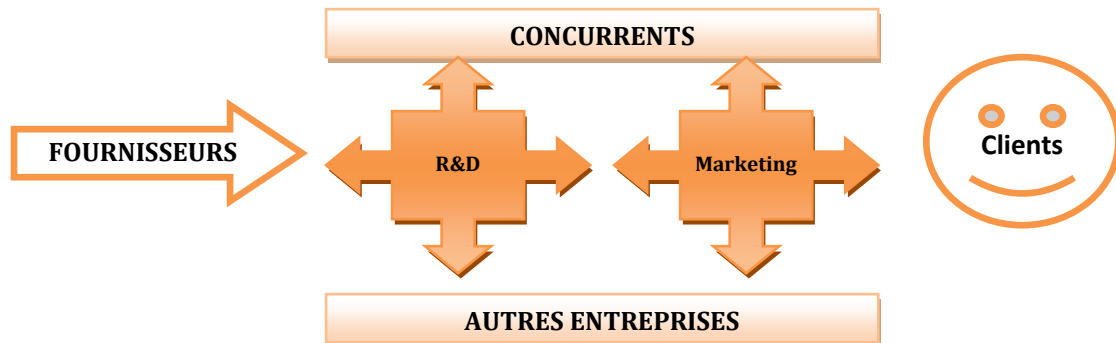 CONCURRENTS
FOURNISSEURS
R&D
Marketing
Clients
AUTRES ENTREPRISES